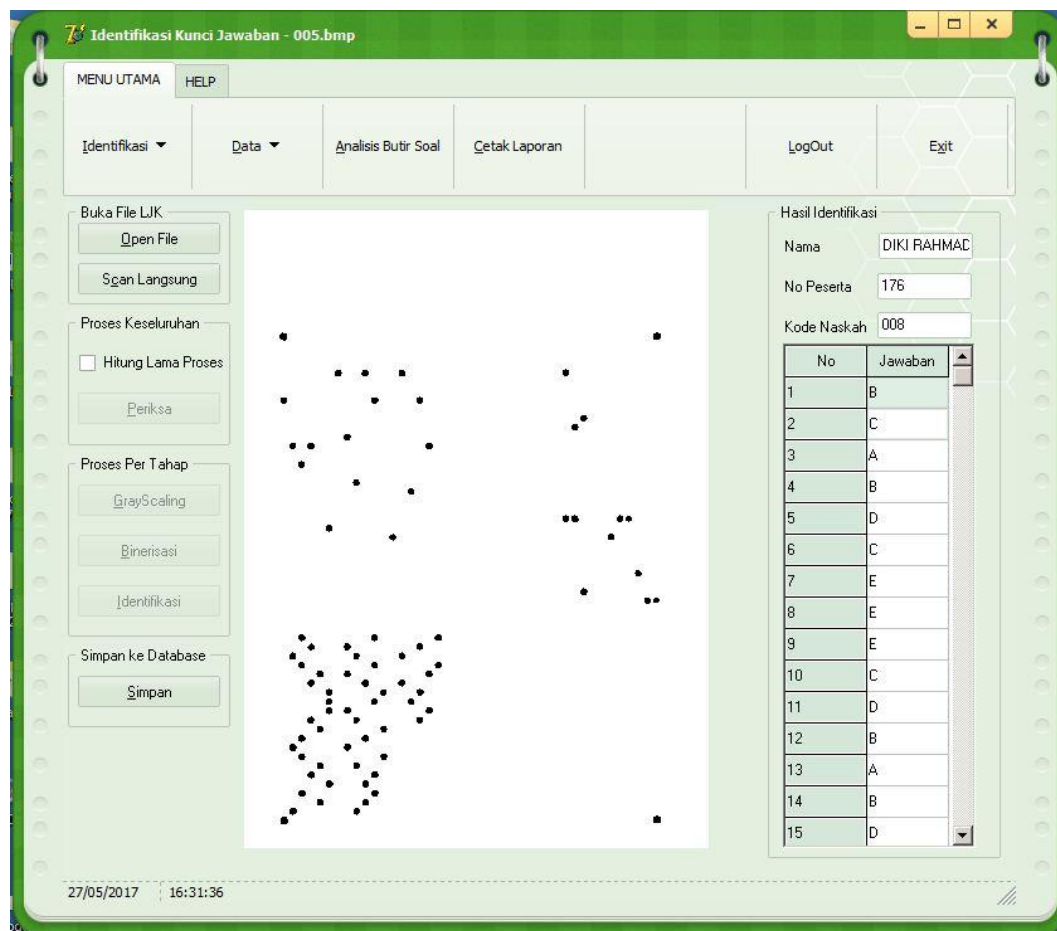 Identifikasi Kunci Jawaban - 005.bmp
MENU UTAMA HELP
Identifikasi Data Analisis Butir Soal Cetak Laporan LogOut Exit
Buka File LJK
Open File
Scan Langsung
Proses Keseluruhan
Hitung Lama Proses
Periksa
Proses Per Tahap
GrayScaling
Binerisasi
Identifikasi
Simpan ke Database
Simpan
Hasil Identifikasi
Nama DIKI RAHMAD
No Peserta 176
Kode Naskah 008
No Jawaban
1 B
2 C
3 A
4 B
5 D
6 C
7 E
8 E
9 E
10 C
11 D
12 B
13 A
14 B
15 D
27/05/2017 16:31:36